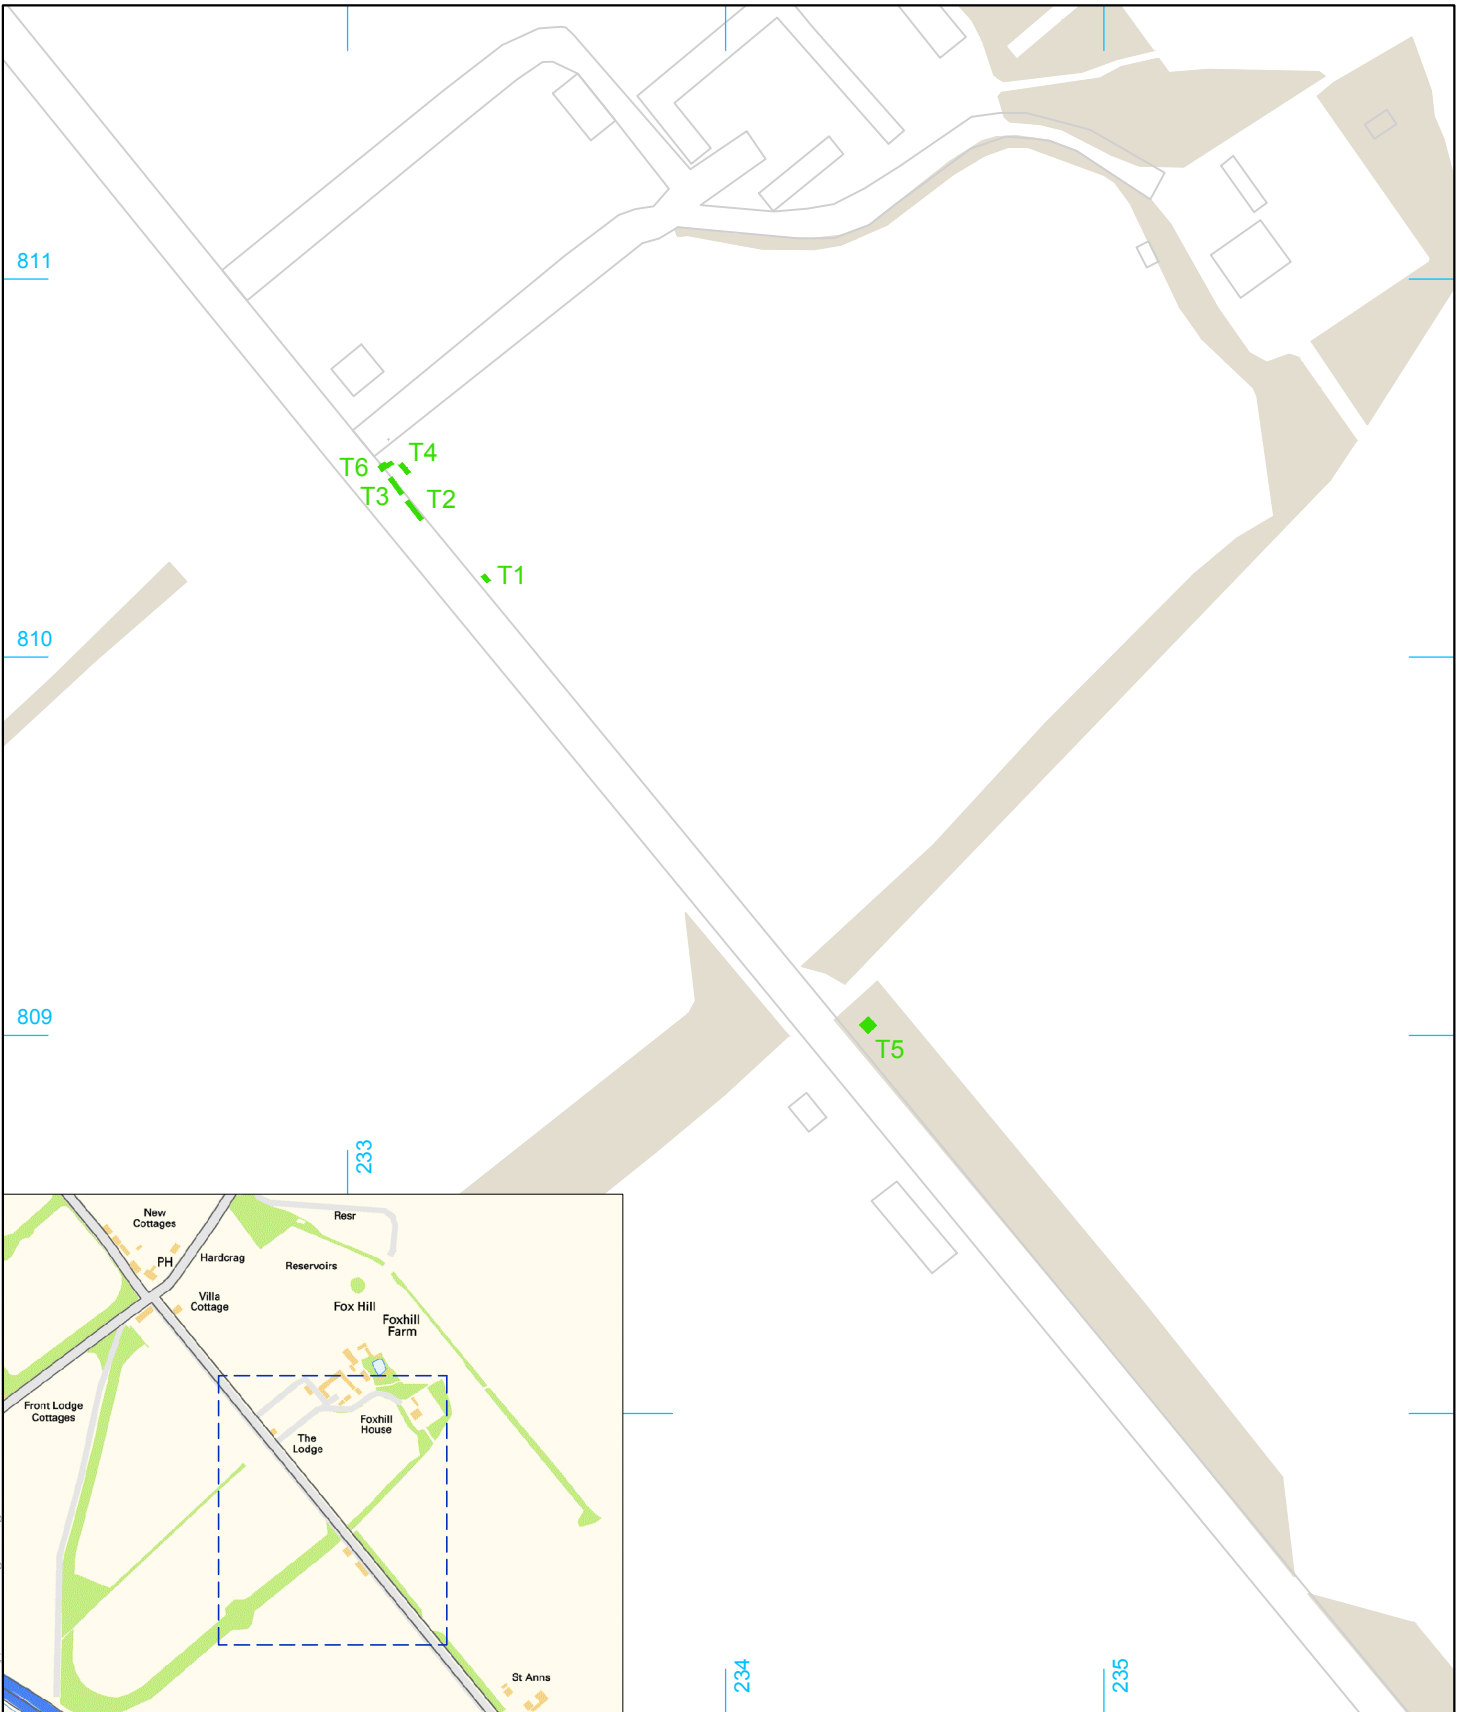 811
T4
T6
T3
T2
T1
810
809
T5
233
New
Cottages
Resr
PH
Hardcrag
Reservoirs
Villa
Cottage
Fox Hill
Foxhill
Farm
Front Lodge
Cottages
Foxhill
House
The
Lodge
St Anns
234
235